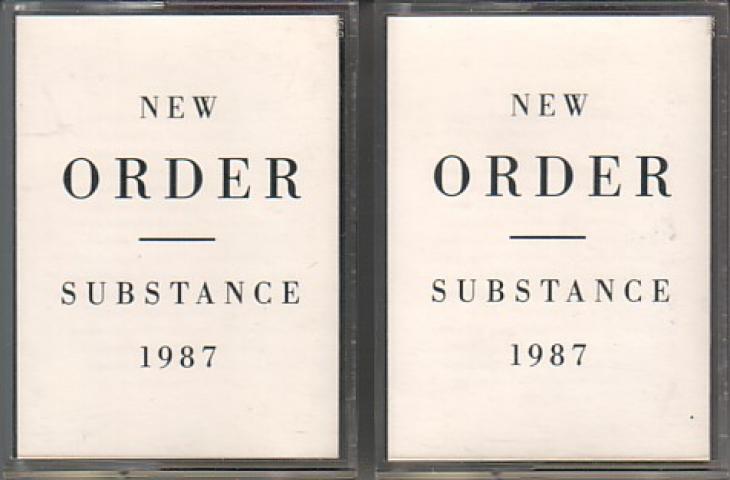 NEW
ORDER
SUBSTANCE
1987
NEW
ORDER
SUBSTANCE
1987